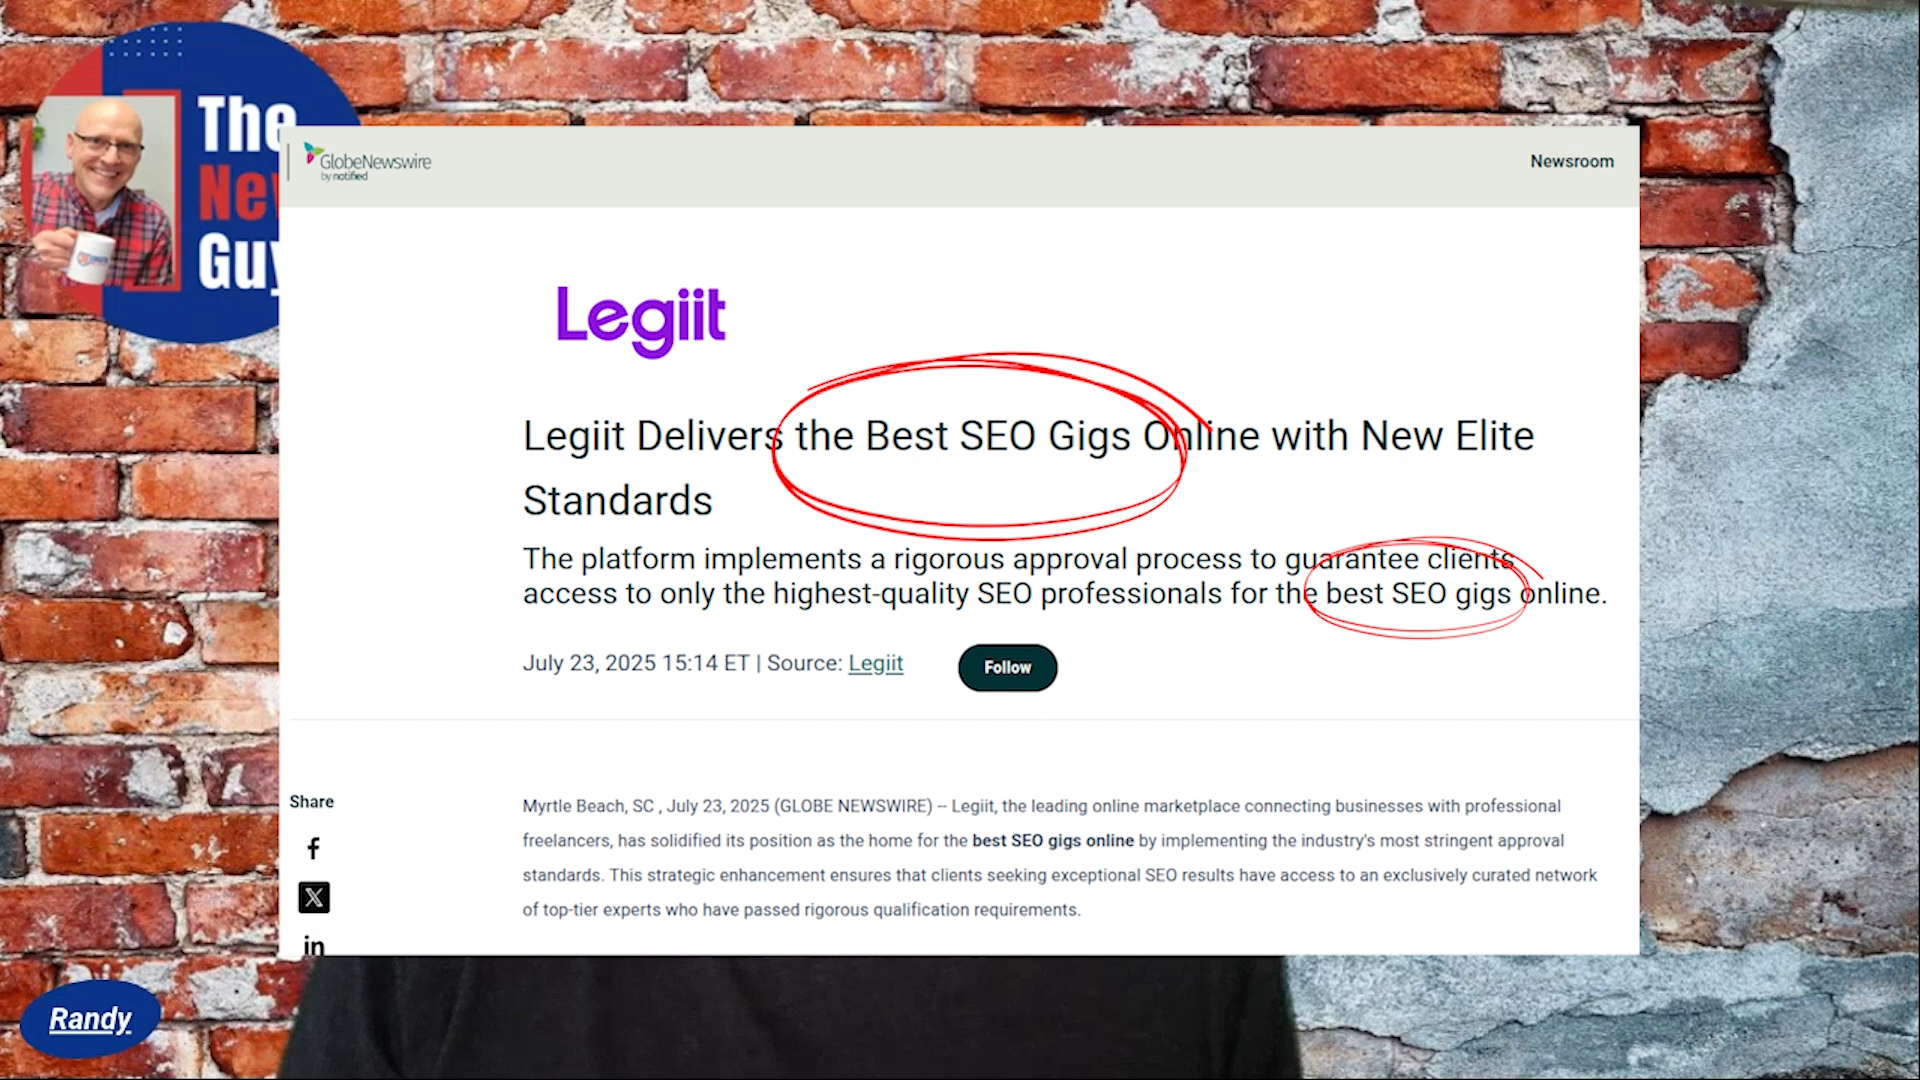 The
Guy
GlobeNewswire
by notified
Newsroom
Legiit
Legiit Delivers the Best SEO Gigs Online with New Elite
Standards
The platform implements a rigorous approval process to guarantee clients
access to only the highest-quality SEO professionals for the best SEO gigs online.
July 23, 2025 15:14 ET | Source: Legiit
Follow
Share
f
X
in
Myrtle Beach, SC , July 23, 2025 (GLOBE NEWSWIRE) -- Legiit, the leading online marketplace connecting businesses with professional
freelancers, has solidified its position as the home for the best SEO gigs online by implementing the industry's most stringent approval
standards. This strategic enhancement ensures that clients seeking exceptional SEO results have access to an exclusively curated network
of top-tier experts who have passed rigorous qualification requirements.
Randy